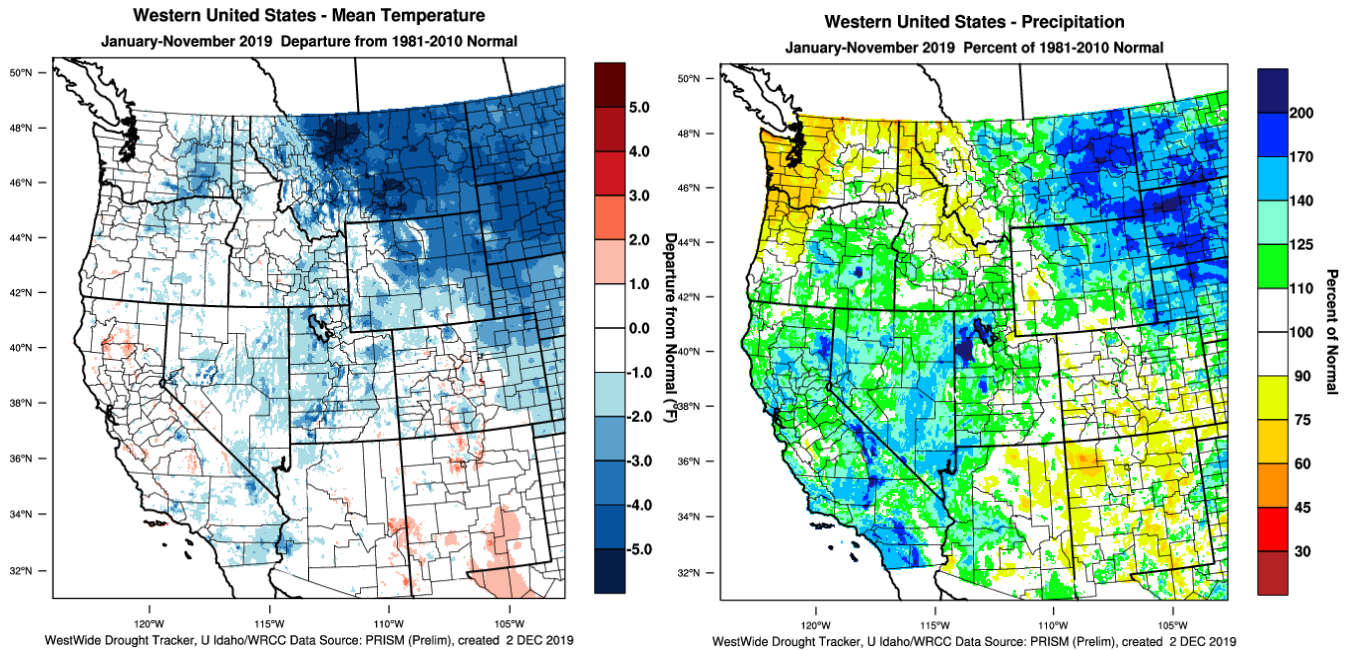 Western United States - Mean Temperature
January-November 2019  Departure from 1981-2010 Normal
50°N
48°N
46°N
44°N
42°N
40°N
38°N
36°N
34°N
32°N
120°W
115°W
110°W
105°W
5.0
4.0
3.0
2.0
1.0
0.0
-1.0
-2.0
-3.0
-4.0
-5.0
Departure from Normal (°F)
WestWide Drought Tracker, U Idaho/WRCC Data Source: PRISM (Prelim), created  2 DEC 2019
Western United States - Precipitation
January-November 2019  Percent of 1981-2010 Normal
50°N
48°N
46°N
44°N
42°N
40°N
38°N
36°N
34°N
32°N
120°W
115°W
110°W
105°W
200
170
140
125
110
100
90
75
60
45
30
Percent of Normal
WestWide Drought Tracker, U Idaho/WRCC Data Source: PRISM (Prelim), created  2 DEC 2019